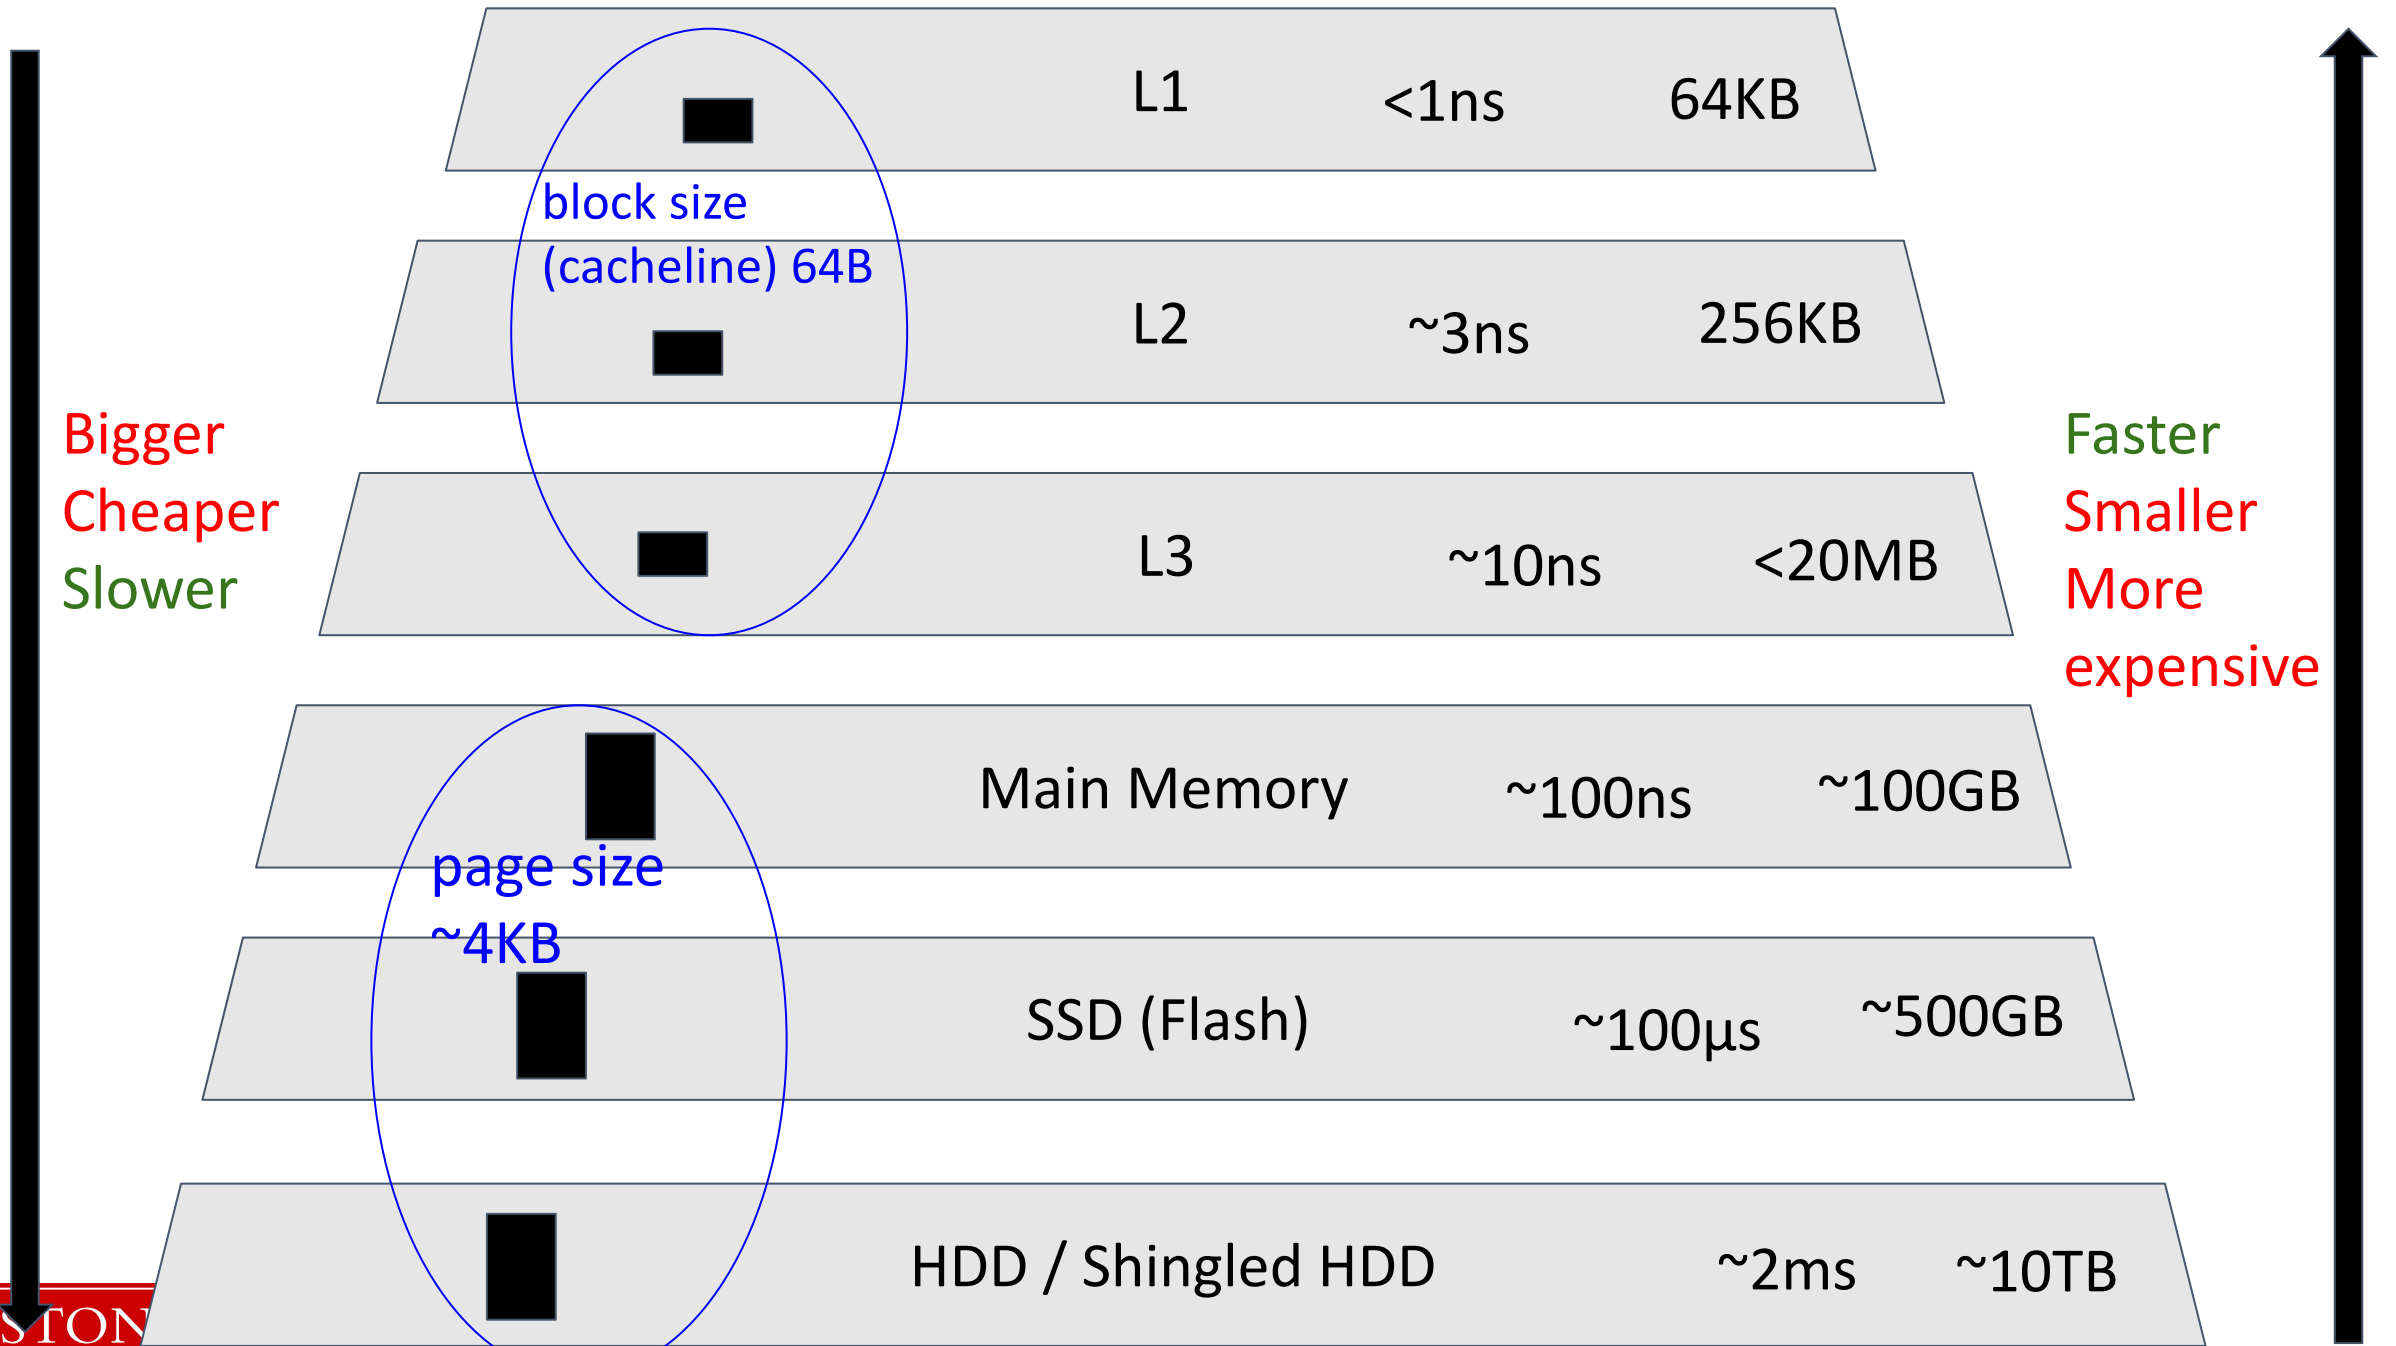 L1 <1ns 64KB
block size
(cacheline) 64B
L2 ~3ns 256KB
Bigger
Cheaper
Slower
Faster
Smaller
More
expensive
L3 ~10ns <20MB
Main Memory ~100ns ~100GB
page size
~4KB
SSD (Flash) ~100µs ~500GB
HDD / Shingled HDD ~2ms ~10TB
STON